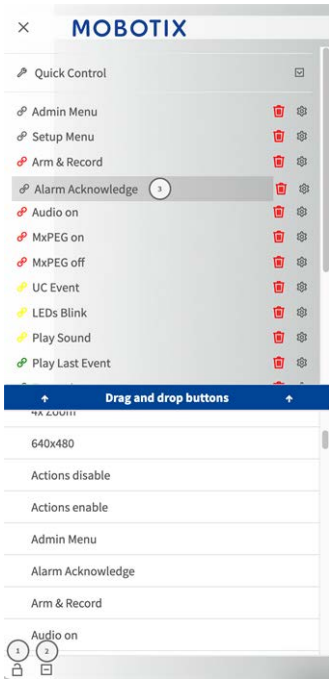 MOBOTIX
Quick Control
Admin Menu
Setup Menu
Arm & Record
Alarm Acknowledge 3
Audio on
MxPEG on
MxPEG off
UC Event
LEDs Blink
Play Sound
Play Last Event
Drag and drop buttons
4x Zoom
640x480
Actions disable
Actions enable
Admin Menu
Alarm Acknowledge
Arm & Record
Audio on
1 2